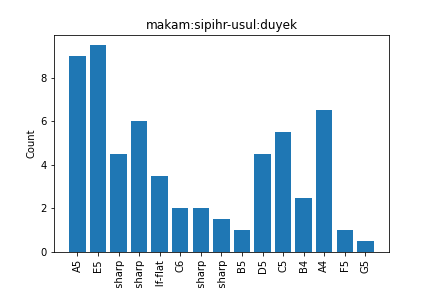 makam:sipihr-usul:duyek
Count
8
6
4
2
0
A5
E5
sharp
sharp
lf-flat
C6
sharp
sharp
B5
D5
C5
B4
A4
F5
G5